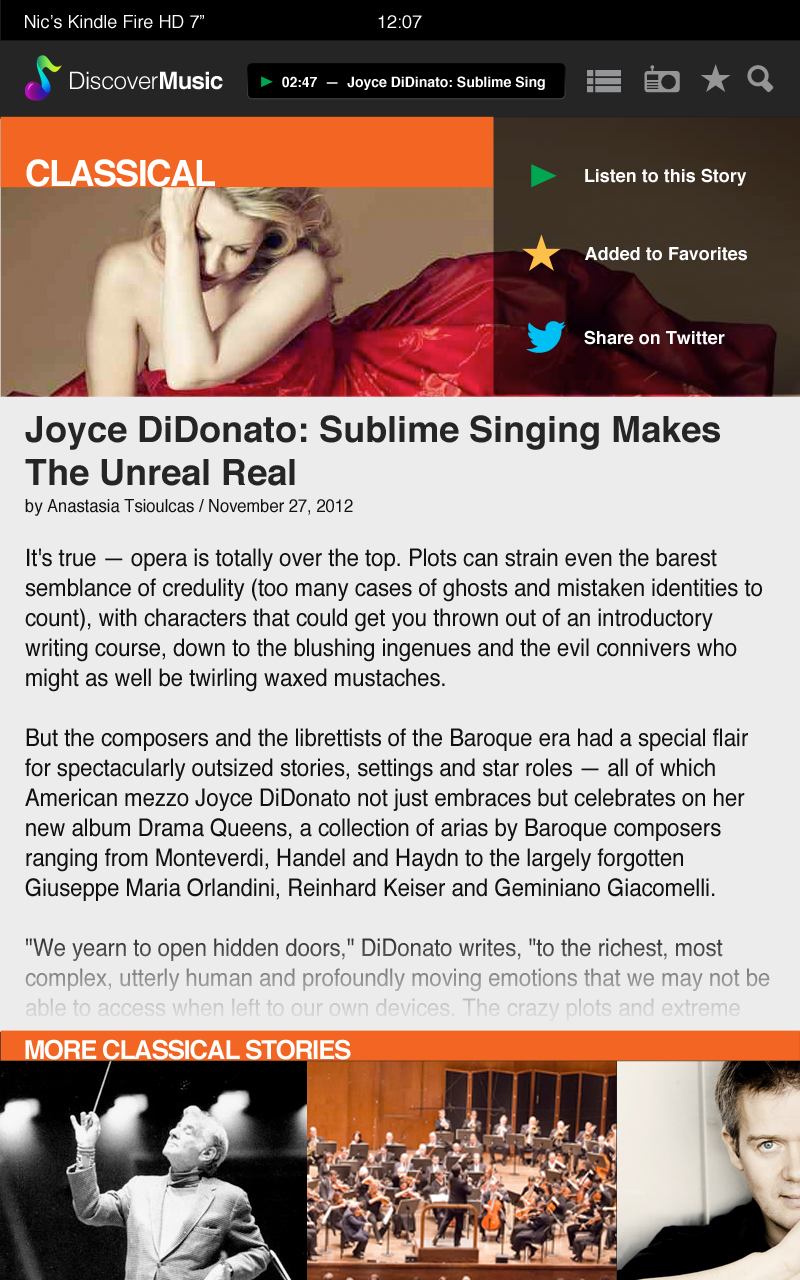 Nic’s Kindle Fire HD 7” 12:07
DiscoverMusic 02:47 — Joyce DiDinato: Sublime Sing
CLASSICAL
Listen to this Story
Added to Favorites
Share on Twitter
Joyce DiDonato: Sublime Singing Makes
The Unreal Real
by Anastasia Tsioulcas / November 27, 2012
It's true — opera is totally over the top. Plots can strain even the barest
semblance of credulity (too many cases of ghosts and mistaken identities to
count), with characters that could get you thrown out of an introductory
writing course, down to the blushing ingenues and the evil connivers who
might as well be twirling waxed mustaches.
But the composers and the librettists of the Baroque era had a special flair
for spectacularly outsized stories, settings and star roles — all of which
American mezzo Joyce DiDonato not just embraces but celebrates on her
new album Drama Queens, a collection of arias by Baroque composers
ranging from Monteverdi, Handel and Haydn to the largely forgotten
Giuseppe Maria Orlandini, Reinhard Keiser and Geminiano Giacomelli.
"We yearn to open hidden doors," DiDonato writes, "to the richest, most
complex, utterly human and profoundly moving emotions that we may not be
able to access when left to our own devices. The crazy plots and extreme
MORE CLASSICAL STORIES